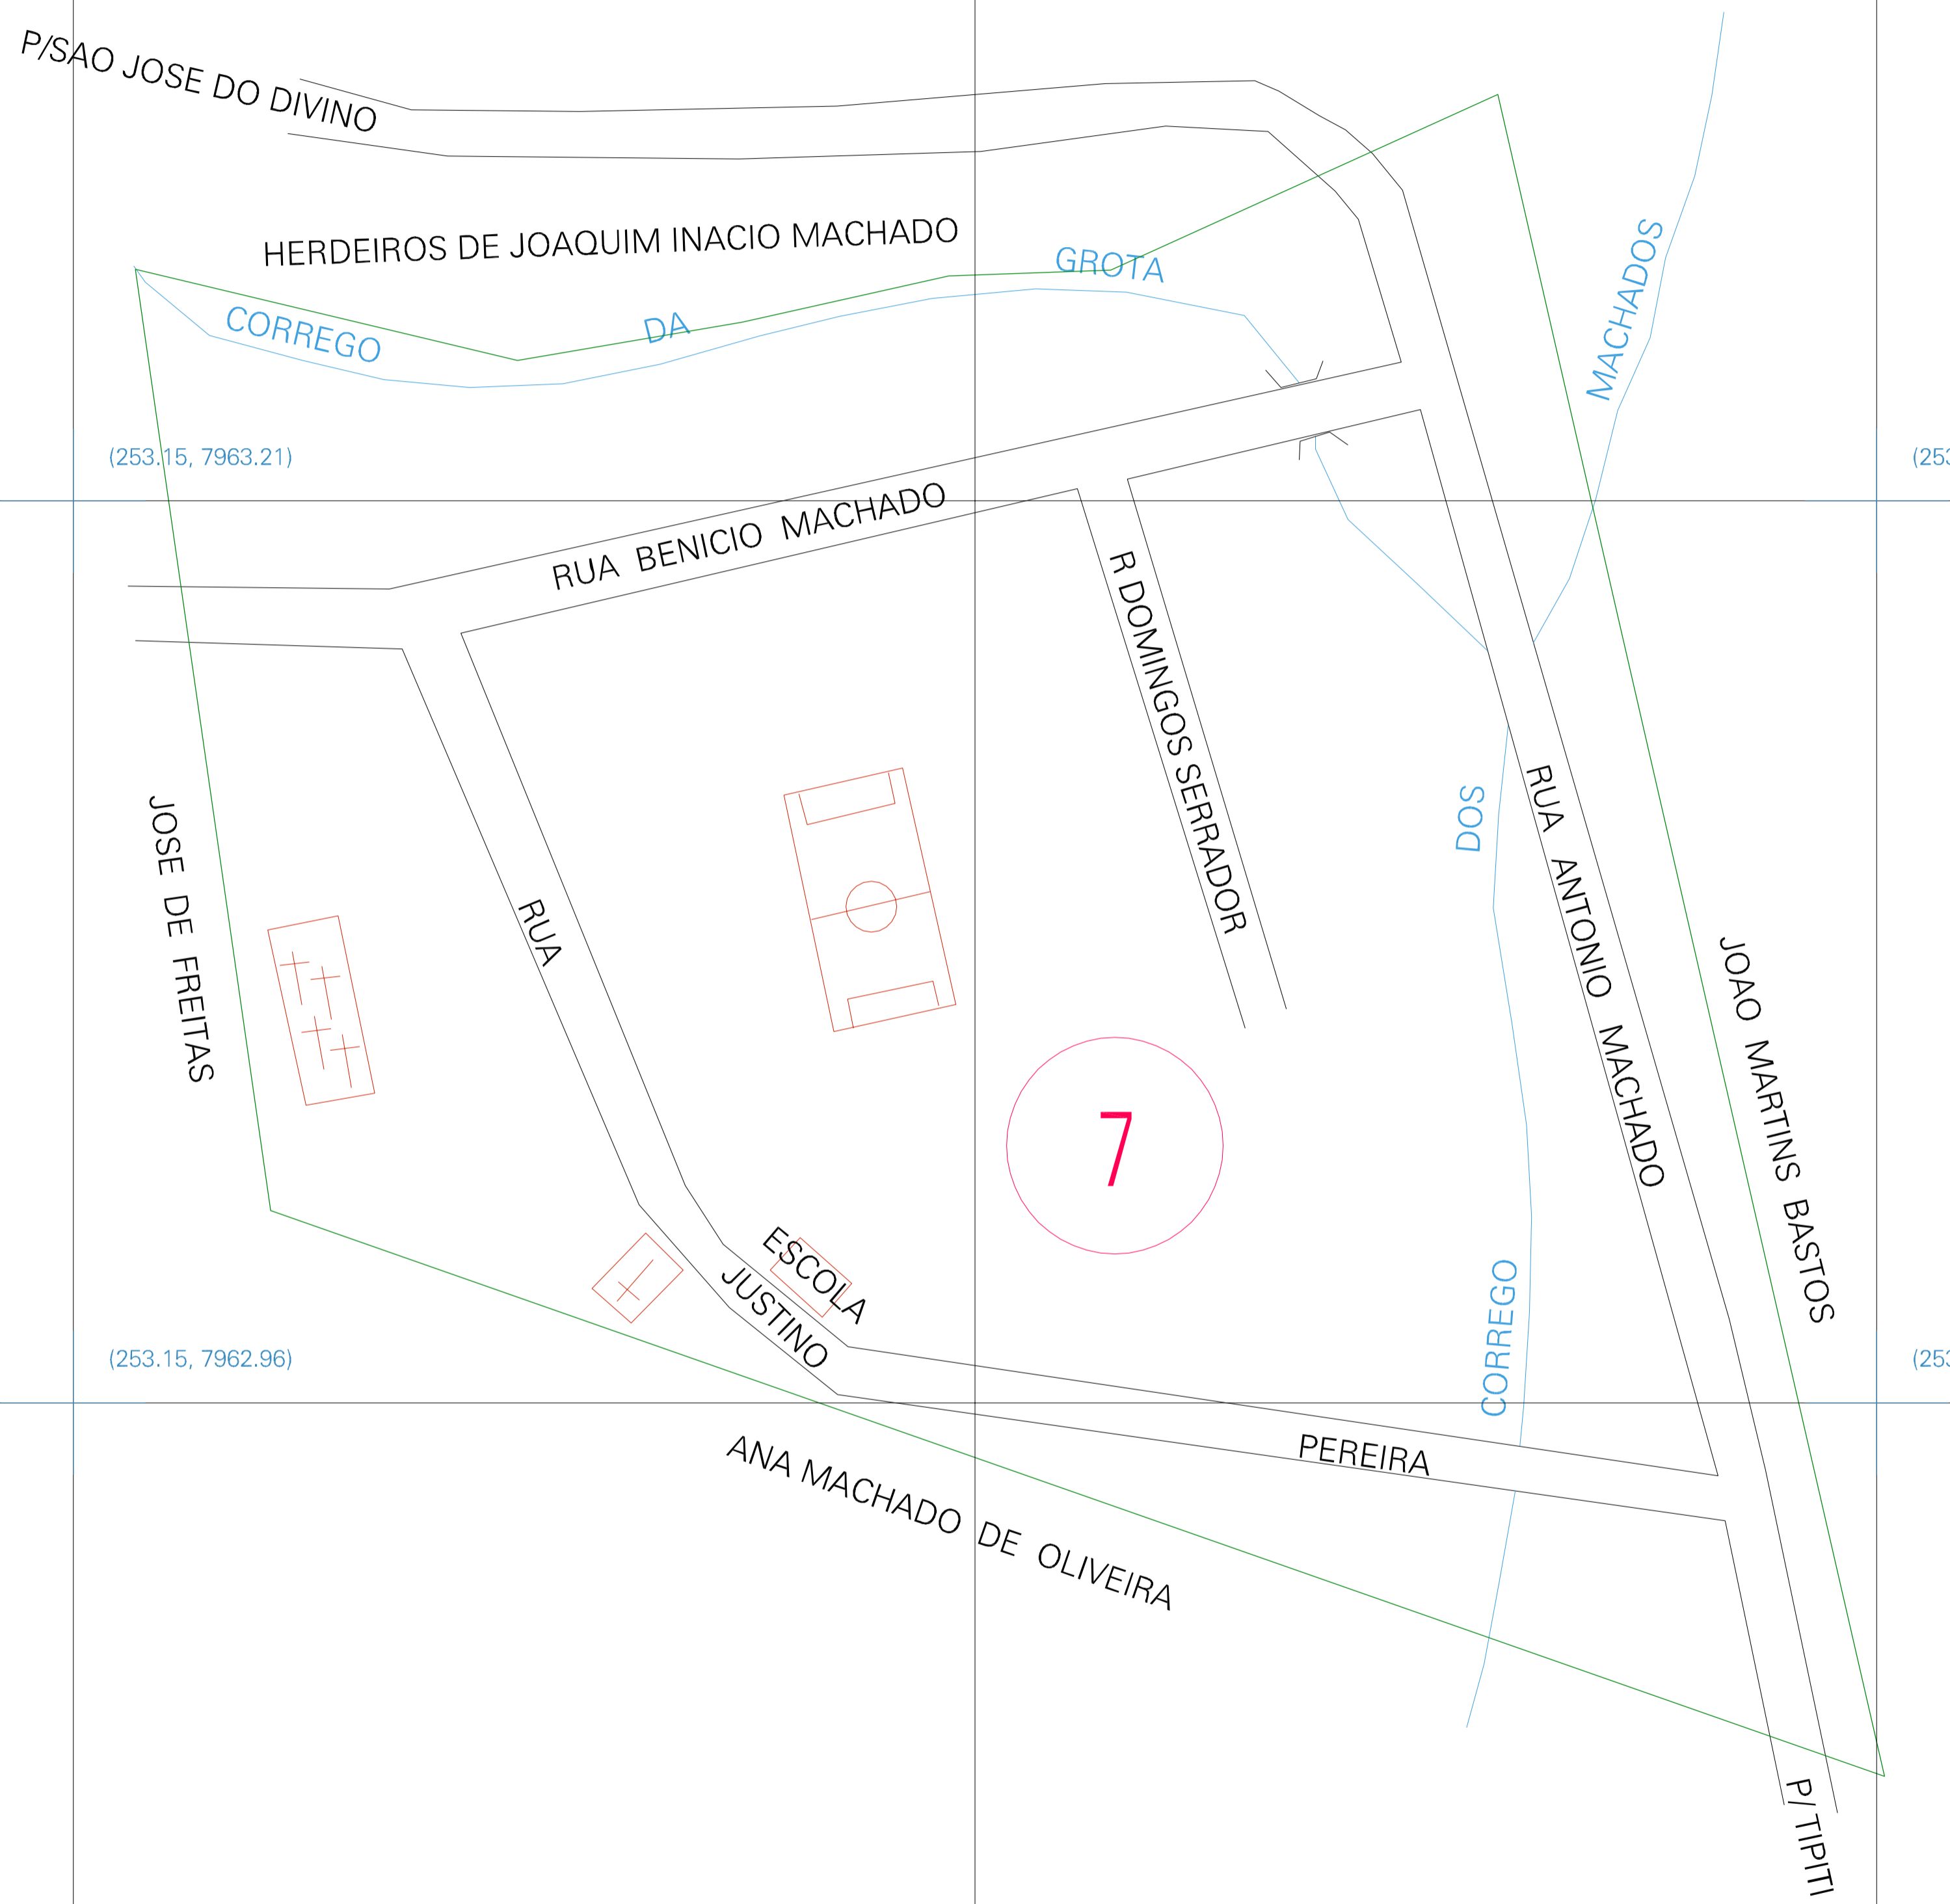 P/SAO JOSE DO DIVINO
HERDEIROS DE JOAQUIM INACIO MACHADO
CORREGO DA GROTA
MACHADOS
(253.15, 7963.21)
(253
RUA BENICIO MACHADO
R DOMINGOS SERRADOR
JOSE DE FREITAS
RUA
DOS
RUA ANTONIO MACHADO
JOAO MARTINS BASTOS
7
ESCOLA
JUSTINO
CORREGO
(253.15, 7962.96)
(253
PEREIRA
ANA MACHADO DE OLIVEIRA
P/ TIPITI